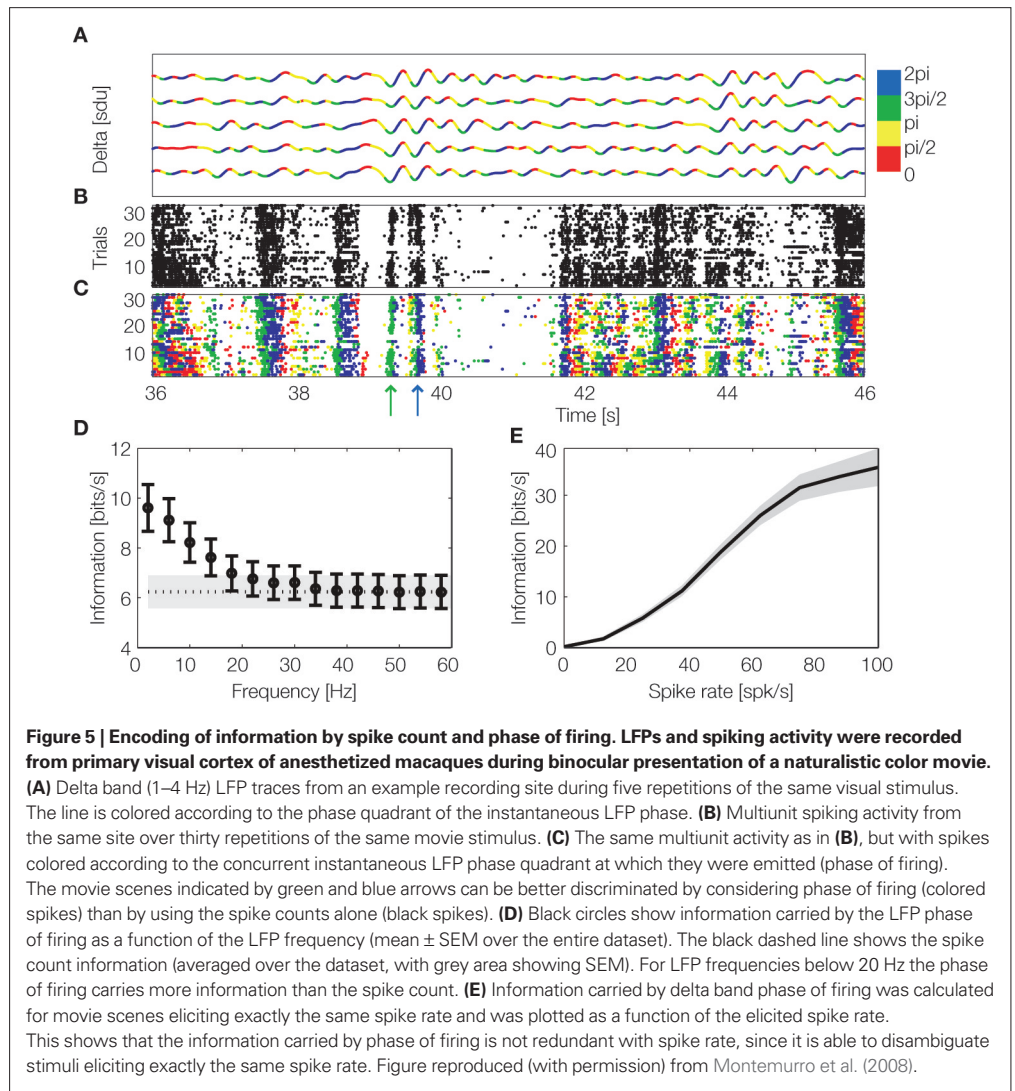 A
Delta [sdu]
2pi
3pi/2
pi
pi/2
0
B
Trials
30
20
10
C
30
20
10
36
38
40
42
44
46
Time [s]
D
Information [bits/s]
12
10
8
6
4
0
10
20
30
40
50
60
Frequency [Hz]
E
Information [bits/s]
40
30
20
10
0
0
20
40
60
80
100
Spike rate [spk/s]
Figure 5 | Encoding of information by spike count and phase of firing. LFPs and spiking activity were recorded
from primary visual cortex of anesthetized macaques during binocular presentation of a naturalistic color movie.
(A) Delta band (1–4 Hz) LFP traces from an example recording site during five repetitions of the same visual stimulus.
The line is colored according to the phase quadrant of the instantaneous LFP phase. (B) Multiunit spiking activity from
the same site over thirty repetitions of the same movie stimulus. (C) The same multiunit activity as in (B), but with spikes
colored according to the concurrent instantaneous LFP phase quadrant at which they were emitted (phase of firing).
The movie scenes indicated by green and blue arrows can be better discriminated by considering phase of firing (colored
spikes) than by using the spike counts alone (black spikes). (D) Black circles show information carried by the LFP phase
of firing as a function of the LFP frequency (mean ± SEM over the entire dataset). The black dashed line shows the spike
count information (averaged over the dataset, with grey area showing SEM). For LFP frequencies below 20 Hz the phase
of firing carries more information than the spike count. (E) Information carried by delta band phase of firing was calculated
for movie scenes eliciting exactly the same spike rate and was plotted as a function of the elicited spike rate.
This shows that the information carried by phase of firing is not redundant with spike rate, since it is able to disambiguate
stimuli eliciting exactly the same spike rate. Figure reproduced (with permission) from Montemurro et al. (2008).